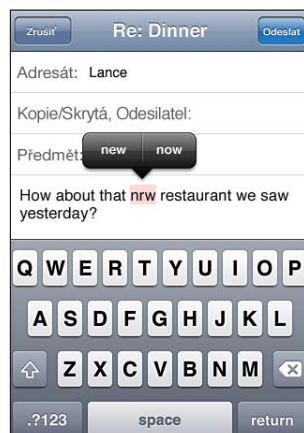 Zrušit Re: Dinner Odeslat
Adresát: Lance
Kopie/Skrytá, Odesilatel:
Předmět:
new now
How about that nrw restaurant we saw
yesterday?
Q W E R T Y U I O P
A S D F G H J K L
Z X C V B N M
.?123 space return